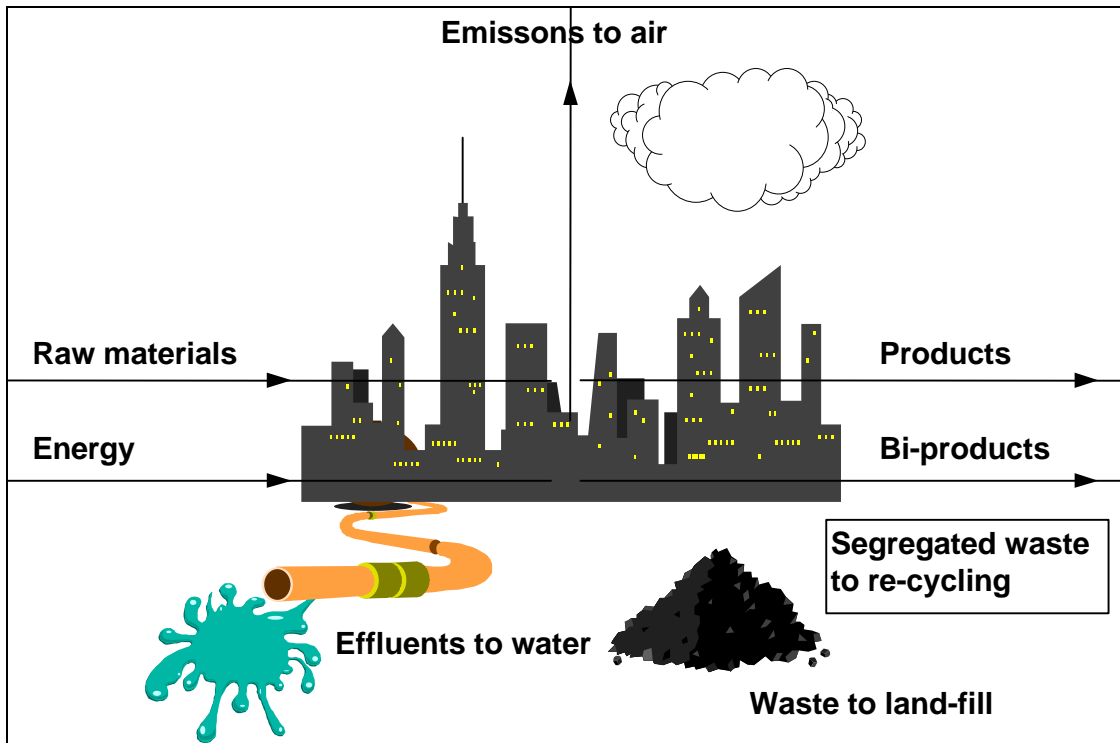 Emissons to air
Raw materials
Products
Energy
Bi-products
Segregated waste
to re-cycling
Effluents to water
Waste to land-fill